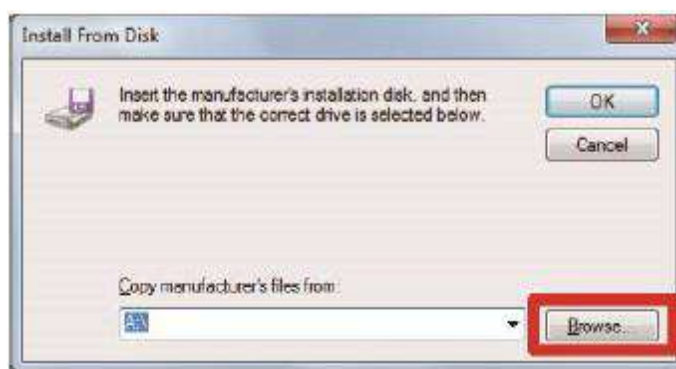 Install From Disk
Insert the manufacturer's installation disk, and then
make sure that the correct drive is selected below.
OK
Cancel
Copy manufacturer's files from:
A:\
Browse...